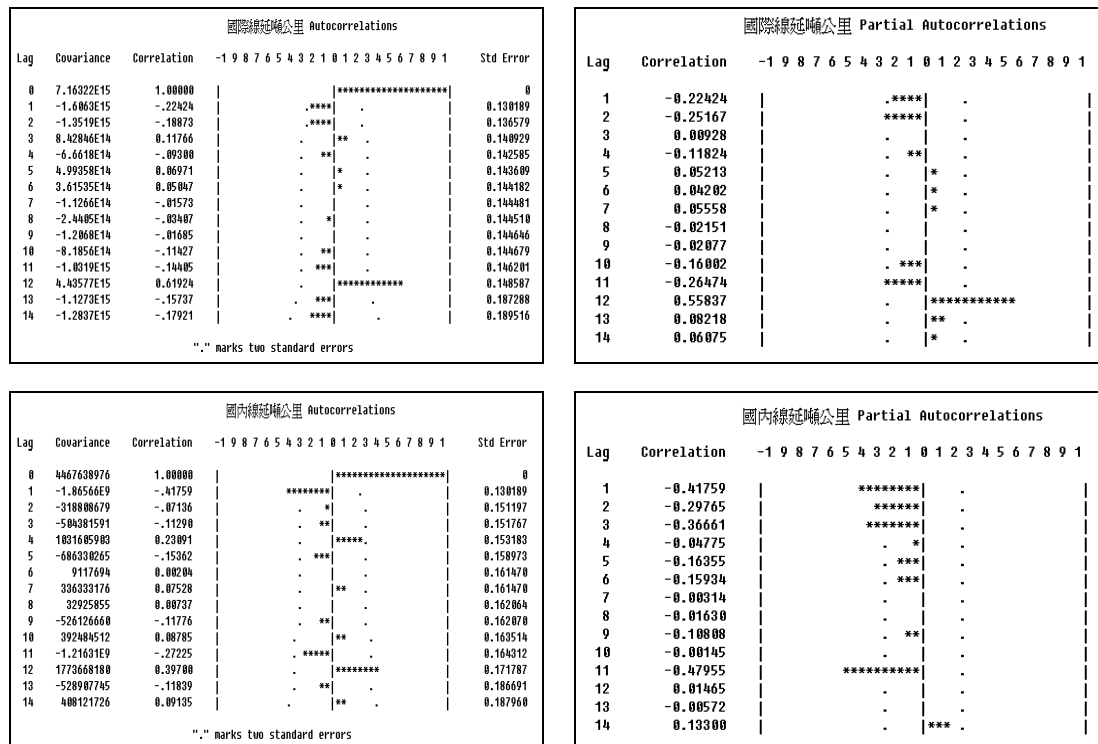 國際線延噸公里 Autocorrelations
Lag Covariance Correlation -1 9 8 7 6 5 4 3 2 1 0 1 2 3 4 5 6 7 8 9 1 Std Error
0 7.16322E15 1.00000 | |********************| 0
1 -1.6063E15 -.22424 | .****| . | 0.130189
2 -1.3519E15 -.18873 | .****| . | 0.136579
3 8.42846E14 0.11766 | . |** . | 0.140929
4 -6.6618E14 -.09300 | . **| . | 0.142585
5 4.99358E14 0.06971 | . |* . | 0.143609
6 3.61535E14 0.05047 | . |* . | 0.144182
7 -1.1266E14 -.01573 | . | . | 0.144481
8 -2.4405E14 -.03407 | . *| . | 0.144510
9 -1.2068E14 -.01685 | . | . | 0.144646
10 -8.1856E14 -.11427 | . **| . | 0.144679
11 -1.0319E15 -.14405 | . ***| . | 0.146201
12 4.43577E15 0.61924 | . |************ | 0.148587
13 -1.1273E15 -.15737 | . ***| . | 0.187288
14 -1.2837E15 -.17921 | . ****| . | 0.189516
"." marks two standard errors
國際線延噸公里 Partial Autocorrelations
Lag Correlation -1 9 8 7 6 5 4 3 2 1 0 1 2 3 4 5 6 7 8 9 1
1 -0.22424 | .****| . |
2 -0.25167 | *****| . |
3 0.00928 | . | . |
4 -0.11824 | . **| . |
5 0.05213 | . |* . |
6 0.04202 | . |* . |
7 0.05558 | . |* . |
8 -0.02151 | . | . |
9 -0.02077 | . | . |
10 -0.16002 | . ***| . |
11 -0.26474 | *****| . |
12 0.55837 | . |*********** |
13 0.08218 | . |** . |
14 0.06075 | . |* . |
國內線延噸公里 Autocorrelations
Lag Covariance Correlation -1 9 8 7 6 5 4 3 2 1 0 1 2 3 4 5 6 7 8 9 1 Std Error
0 4467638976 1.00000 | |********************| 0
1 -1.86566E9 -.41759 | ********| . | 0.130189
2 -318808679 -.07136 | . *| . | 0.151197
3 -504381591 -.11290 | . **| . | 0.151767
4 1031605903 0.23091 | . |*****. | 0.153183
5 -686330265 -.15362 | . ***| . | 0.158973
6 9117694 0.00204 | . | . | 0.161470
7 336333176 0.07528 | . |** . | 0.161470
8 32925855 0.00737 | . | . | 0.162064
9 -526126660 -.11776 | . **| . | 0.162070
10 392484512 0.08785 | . |** . | 0.163514
11 -1.21631E9 -.27225 | . *****| . | 0.164312
12 1773668180 0.39700 | . |******** | 0.171787
13 -528907745 -.11839 | . **| . | 0.186691
14 408121726 0.09135 | . |** . | 0.187960
"." marks two standard errors
國內線延噸公里 Partial Autocorrelations
Lag Correlation -1 9 8 7 6 5 4 3 2 1 0 1 2 3 4 5 6 7 8 9 1
1 -0.41759 | ********| . |
2 -0.29765 | ******| . |
3 -0.36661 | *******| . |
4 -0.04775 | . *| . |
5 -0.16355 | . ***| . |
6 -0.15934 | . ***| . |
7 -0.00314 | . | . |
8 -0.01630 | . | . |
9 -0.10808 | . **| . |
10 -0.00145 | . | . |
11 -0.47955 | **********| . |
12 0.01465 | . | . |
13 -0.00572 | . | . |
14 0.13300 | . |*** . |